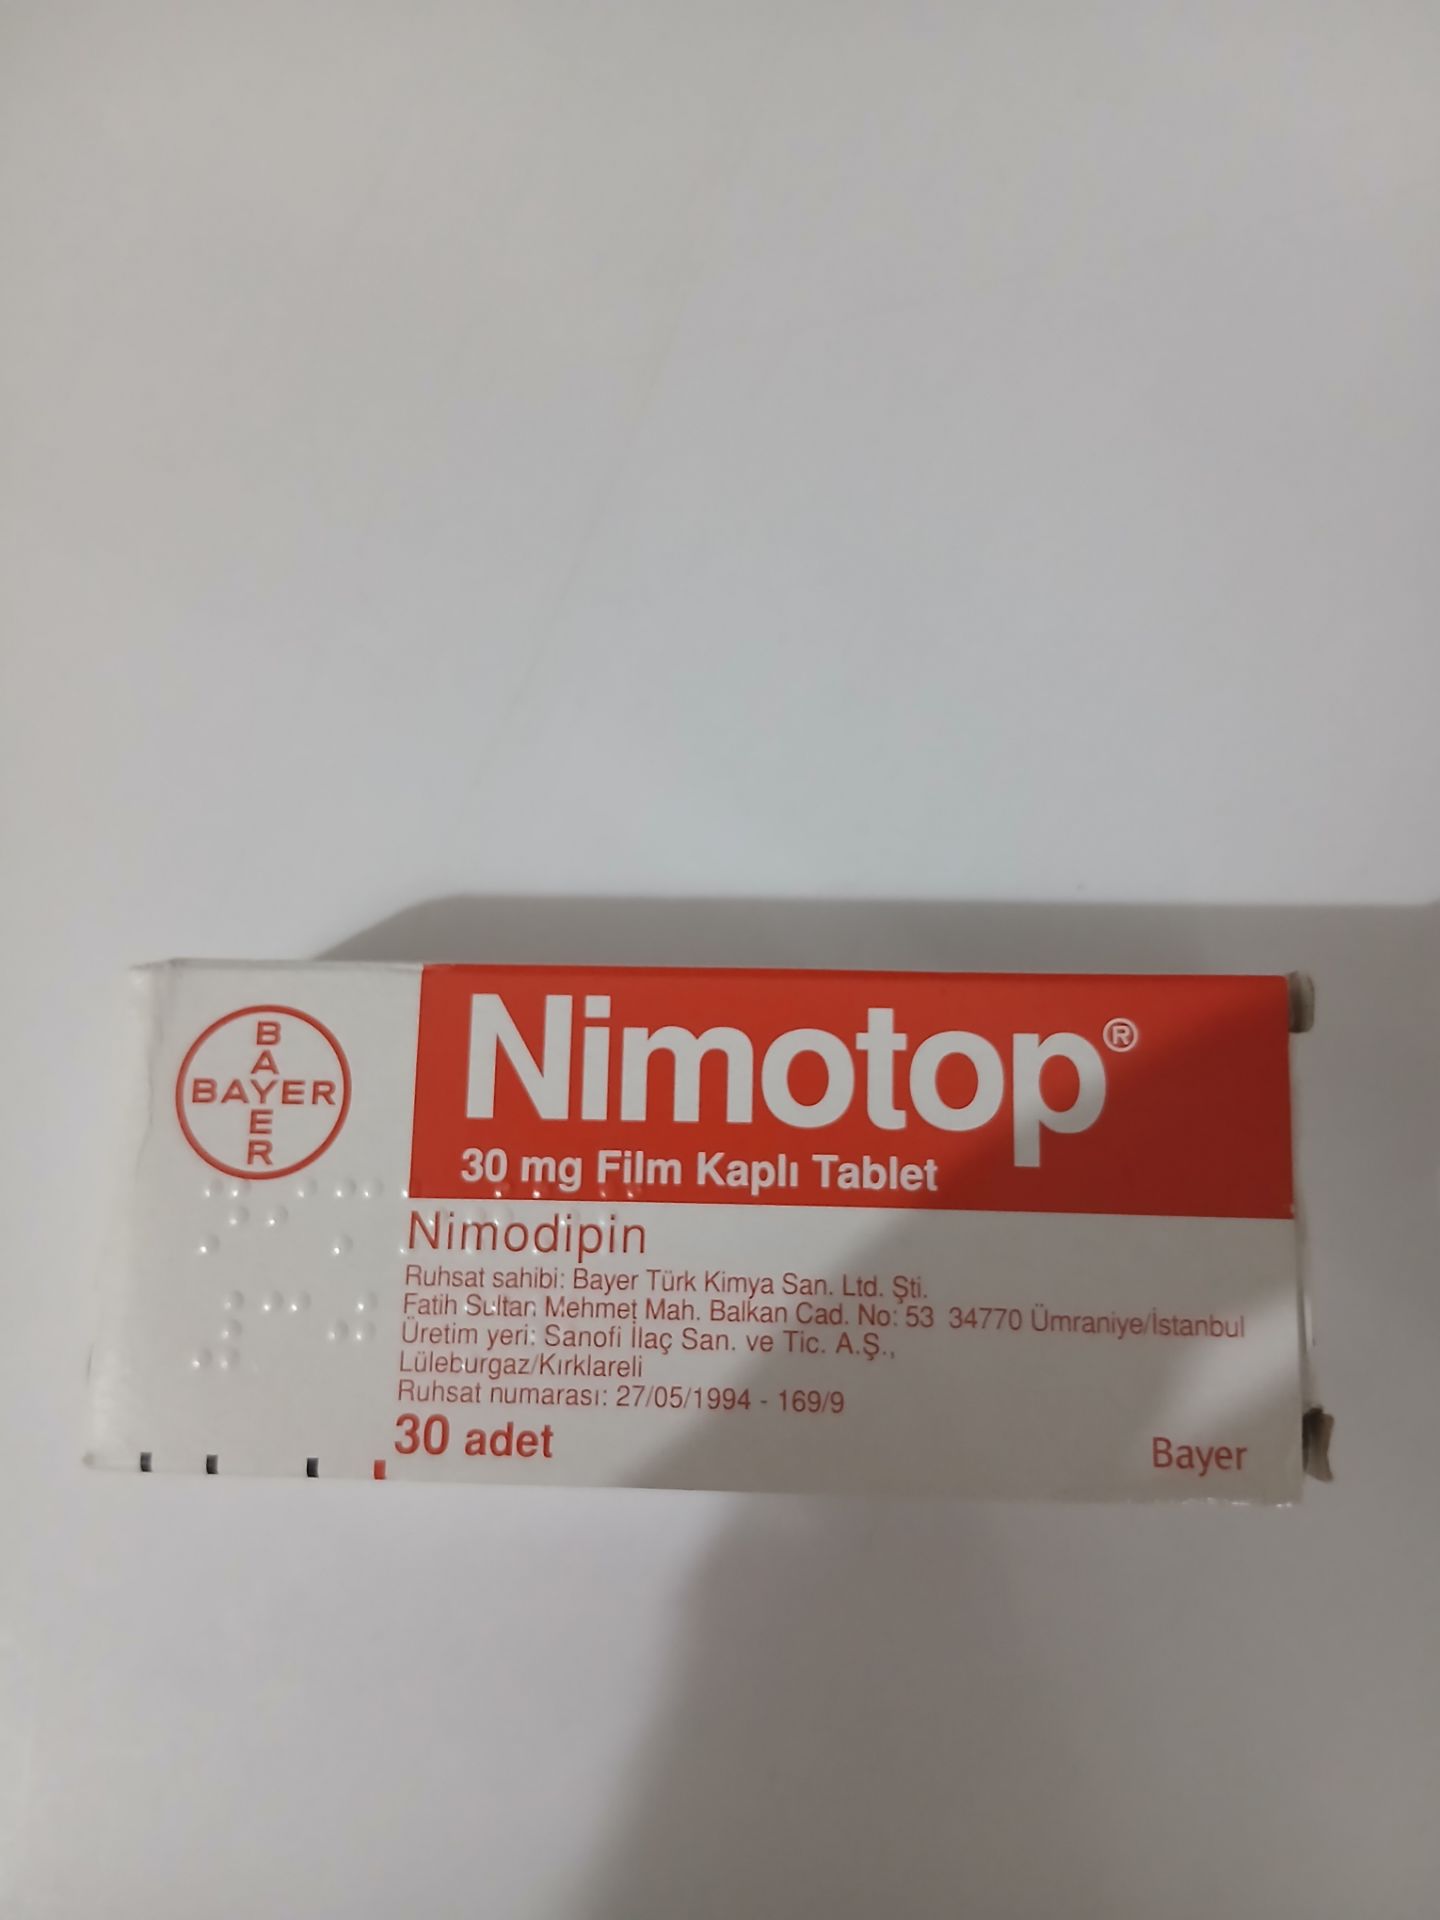 BAYER
BAYER
Nimotop®
30 mg Film Kaplı Tablet
Nimodipin
Ruhsat sahibi: Bayer Türk Kimya San. Ltd. Şti.
Fatih Sultan Mehmet Mah. Balkan Cad. No: 53 34770 Ümraniye/İstanbul
Üretim yeri: Sanofi İlaç San. ve Tic. A.Ş.,
Lüleburgaz/Kırklareli
Ruhsat numarası: 27/05/1994 - 169/9
30 adet
Bayer